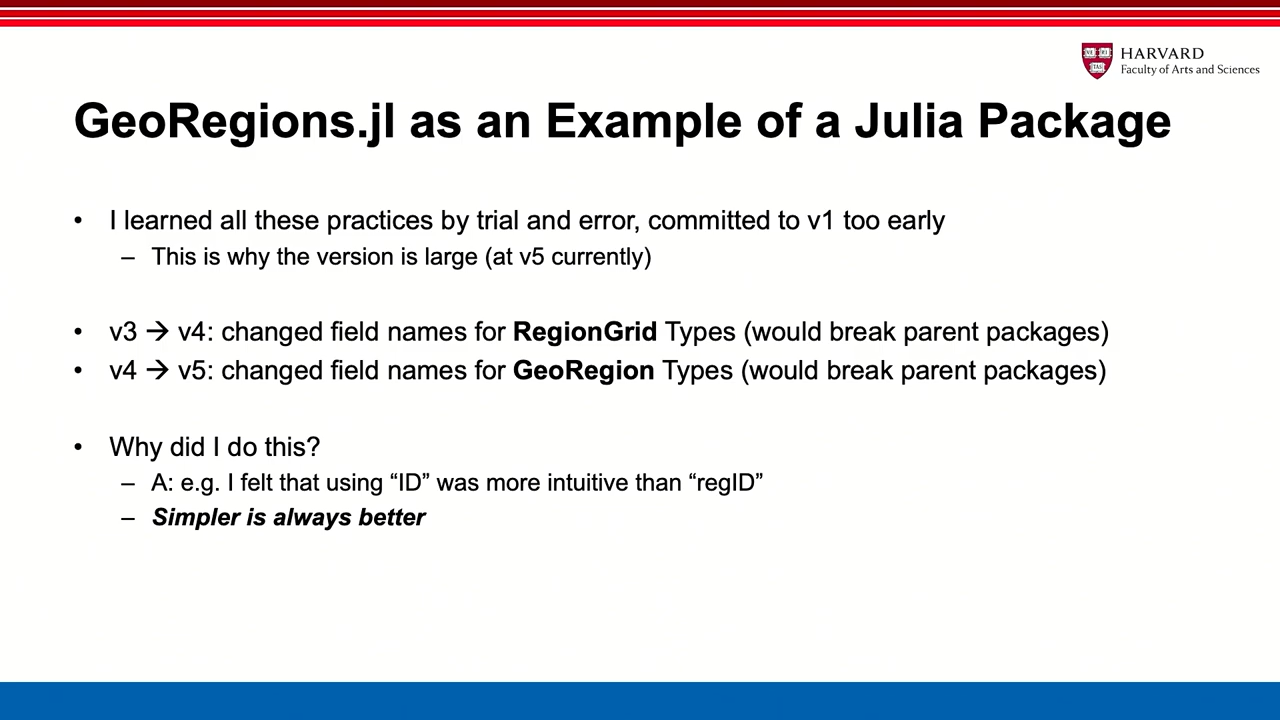 HARVARD
Faculty of Arts and Sciences
GeoRegions.jl as an Example of a Julia Package
• I learned all these practices by trial and error, committed to v1 too early
– This is why the version is large (at v5 currently)
• v3 → v4: changed field names for RegionGrid Types (would break parent packages)
• v4 → v5: changed field names for GeoRegion Types (would break parent packages)
• Why did I do this?
– A: e.g. I felt that using “ID” was more intuitive than “regID”
– Simpler is always better